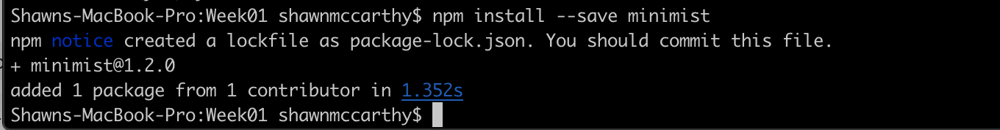 Shawns-MacBook-Pro:Week01 shawnmccarthy$ npm install --save minimist
npm notice created a lockfile as package-lock.json. You should commit this file.
+ minimist@1.2.0
added 1 package from 1 contributor in 1.352s
Shawns-MacBook-Pro:Week01 shawnmccarthy$